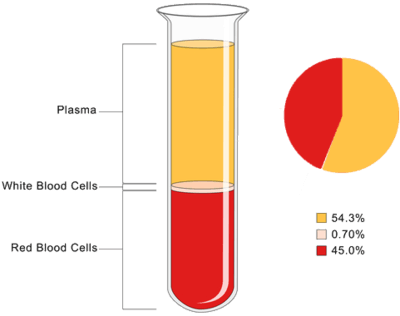 Plasma
White Blood Cells
Red Blood Cells
54.3%
0.70%
45.0%